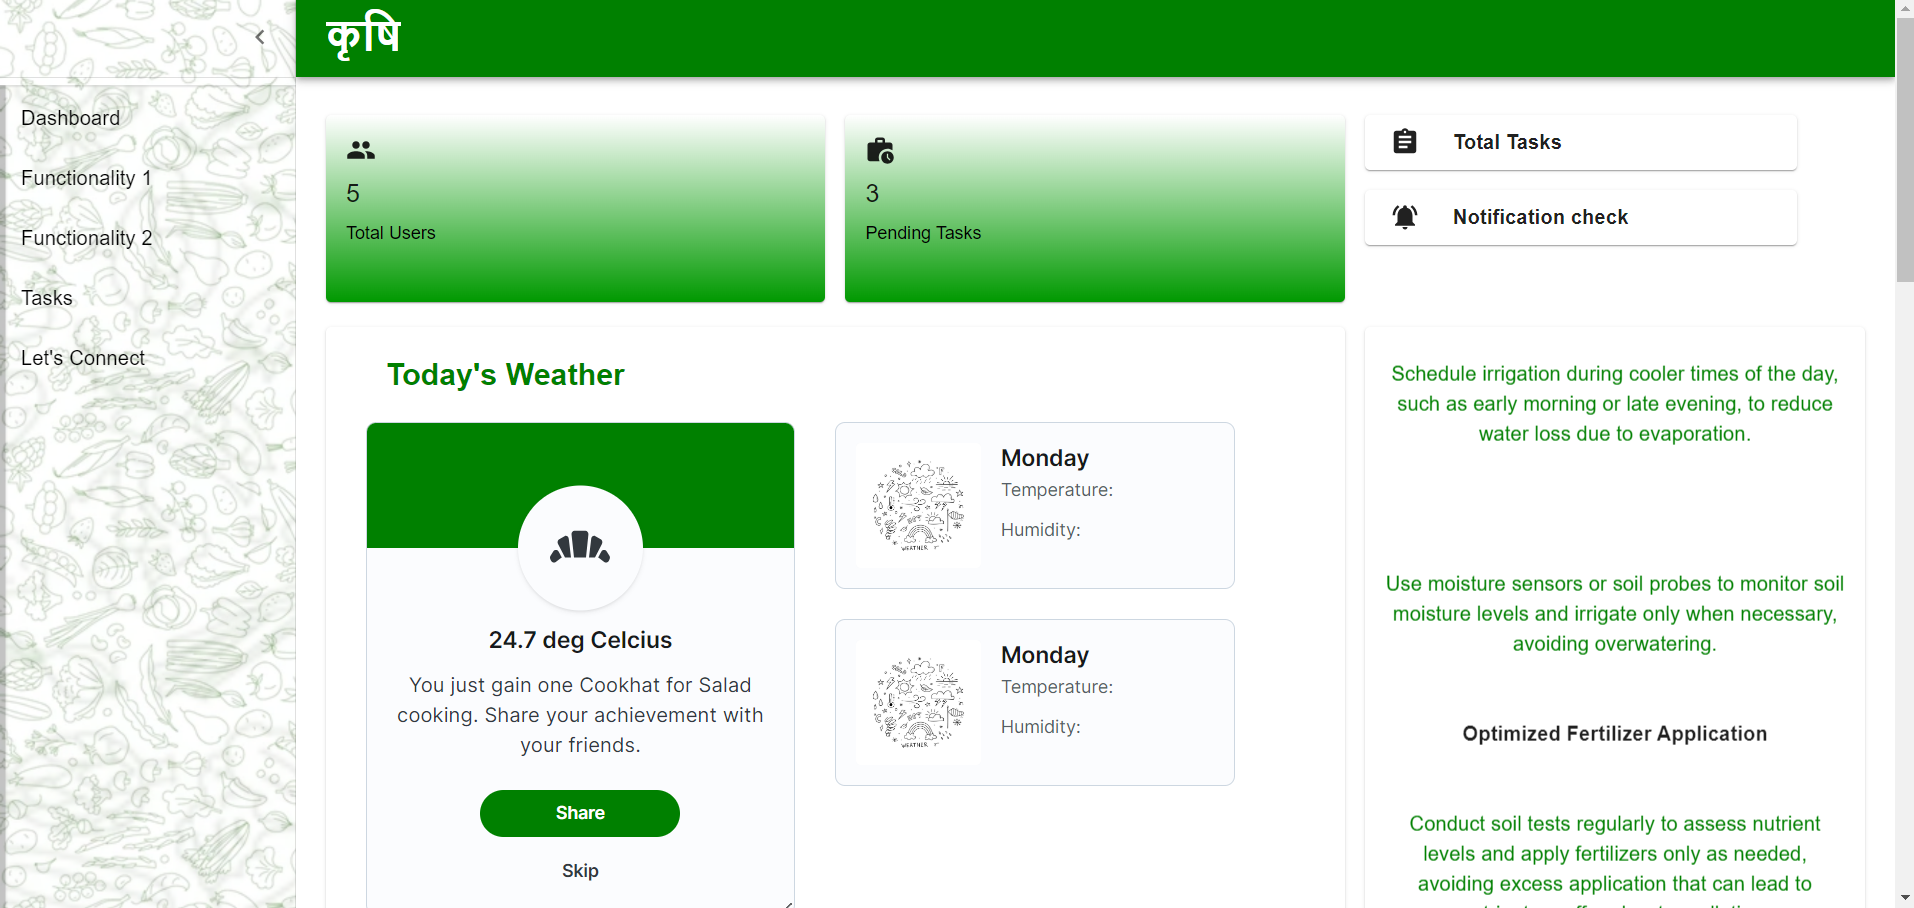 कृषि
Dashboard
Functionality 1
Functionality 2
Tasks
Let's Connect
5
Total Users
3
Pending Tasks
Total Tasks
Notification check
Today's Weather
24.7 deg Celcius
You just gain one Cookhat for Salad
cooking. Share your achievement with
your friends.
Share
Skip
Monday
Temperature:
Humidity:
WEATHER
Monday
Temperature:
Humidity:
WEATHER
Schedule irrigation during cooler times of the day,
such as early morning or late evening, to reduce
water loss due to evaporation.
Use moisture sensors or soil probes to monitor soil
moisture levels and irrigate only when necessary,
avoiding overwatering.
Optimized Fertilizer Application
Conduct soil tests regularly to assess nutrient
levels and apply fertilizers only as needed,
avoiding excess application that can lead to